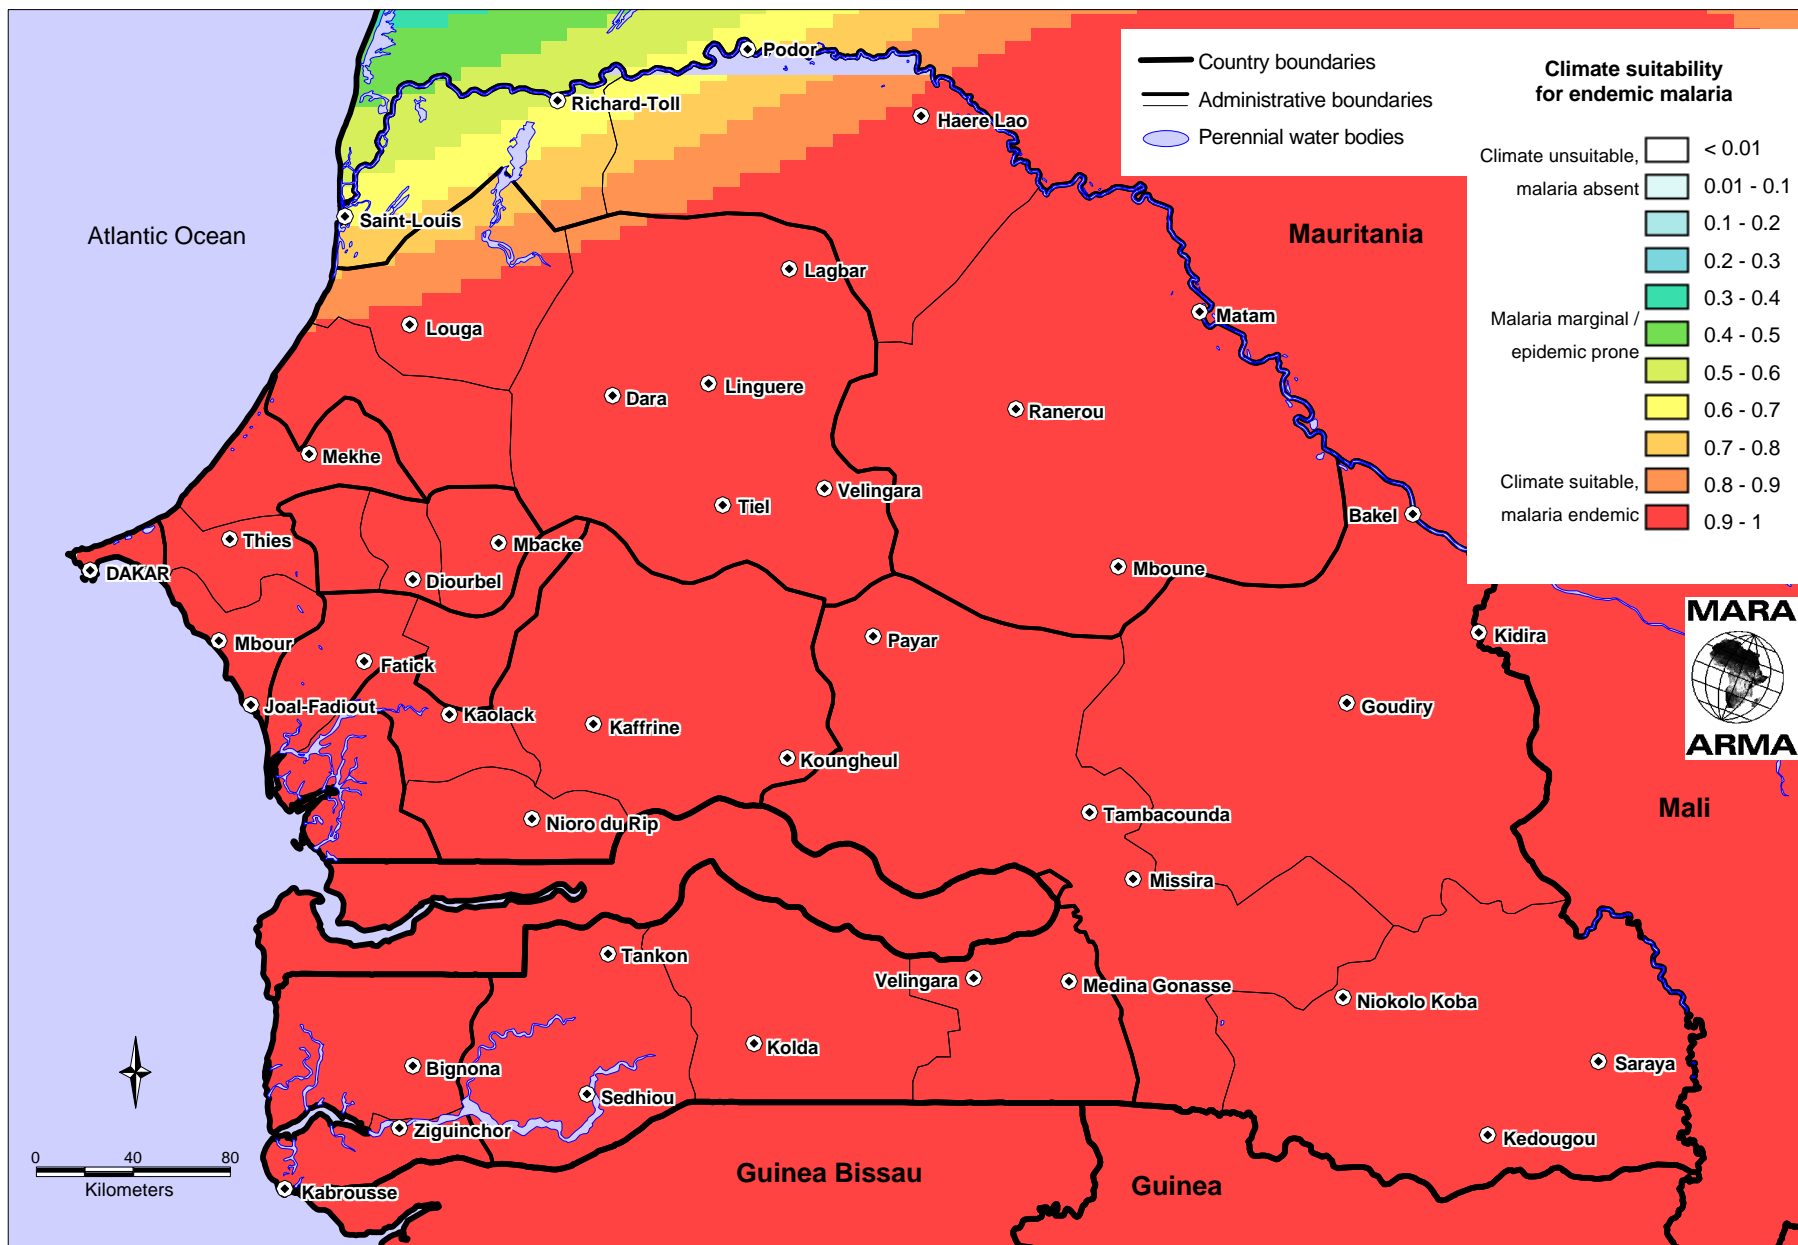 Podor
Country boundaries
Administrative boundaries
Perennial water bodies
Climate suitability
for endemic malaria
Climate unsuitable,
malaria absent
Malaria marginal /
epidemic prone
Climate suitable,
malaria endemic
< 0.01
0.01 - 0.1
0.1 - 0.2
0.2 - 0.3
0.3 - 0.4
0.4 - 0.5
0.5 - 0.6
0.6 - 0.7
0.7 - 0.8
0.8 - 0.9
0.9 - 1
Richard-Toll
Haere Lao
Saint-Louis
Atlantic Ocean
Mauritania
Lagbar
Louga
Matam
Linguere
Dara
Ranerou
Mekhe
Velingara
Tiel
Bakel
Thies
Mbacke
DAKAR
Diourbel
Mboune
MARA
ARMA
Mbour
Payar
Kidira
Fatick
Joal-Fadiout
Kaolack
Kaffrine
Goudiry
Koungheul
Mali
Nioro du Rip
Tambacounda
Missira
Tankon
Velingara
Medina Gonasse
Niokolo Koba
Kolda
Bignona
Saraya
Sedhiou
Ziguinchor
Kedougou
0 40 80
Kilometers
Kabrousse
Guinea Bissau
Guinea